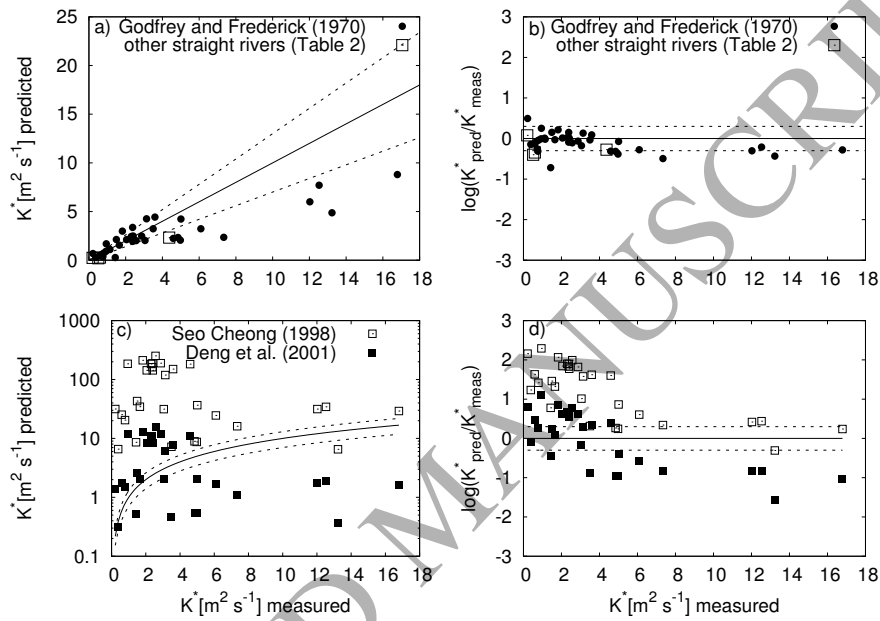 a) Godfrey and Frederick (1970)
other straight rivers (Table 2)
K*[m² s⁻¹] predicted
25
20
15
10
5
0
0 2 4 6 8 10 12 14 16 18
b) Godfrey and Frederick (1970)
other straight rivers (Table 2)
log(K*pred/K*meas)
3
2
1
0
-1
-2
-3
0 2 4 6 8 10 12 14 16 18
c) Seo Cheong (1998)
Deng et al. (2001)
K*[m² s⁻¹] predicted
1000
100
10
1
0.1
0 2 4 6 8 10 12 14 16 18
K*[m² s⁻¹] measured
d)
log(K*pred/K*meas)
3
2
1
0
-1
-2
-3
0 2 4 6 8 10 12 14 16 18
K*[m² s⁻¹] measured
D MANUSCRI